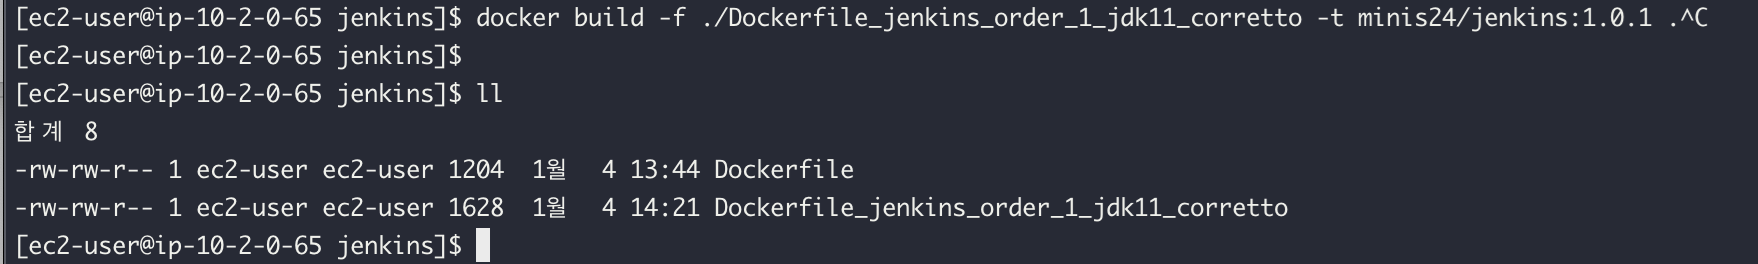 [ec2-user@ip-10-2-0-65 jenkins]$ docker build -f ./Dockerfile_jenkins_order_1_jdk11_corretto -t minis24/jenkins:1.0.1 .^C
[ec2-user@ip-10-2-0-65 jenkins]$
[ec2-user@ip-10-2-0-65 jenkins]$ ll
합계 8
-rw-rw-r-- 1 ec2-user ec2-user 1204  1월  4 13:44 Dockerfile
-rw-rw-r-- 1 ec2-user ec2-user 1628  1월  4 14:21 Dockerfile_jenkins_order_1_jdk11_corretto
[ec2-user@ip-10-2-0-65 jenkins]$